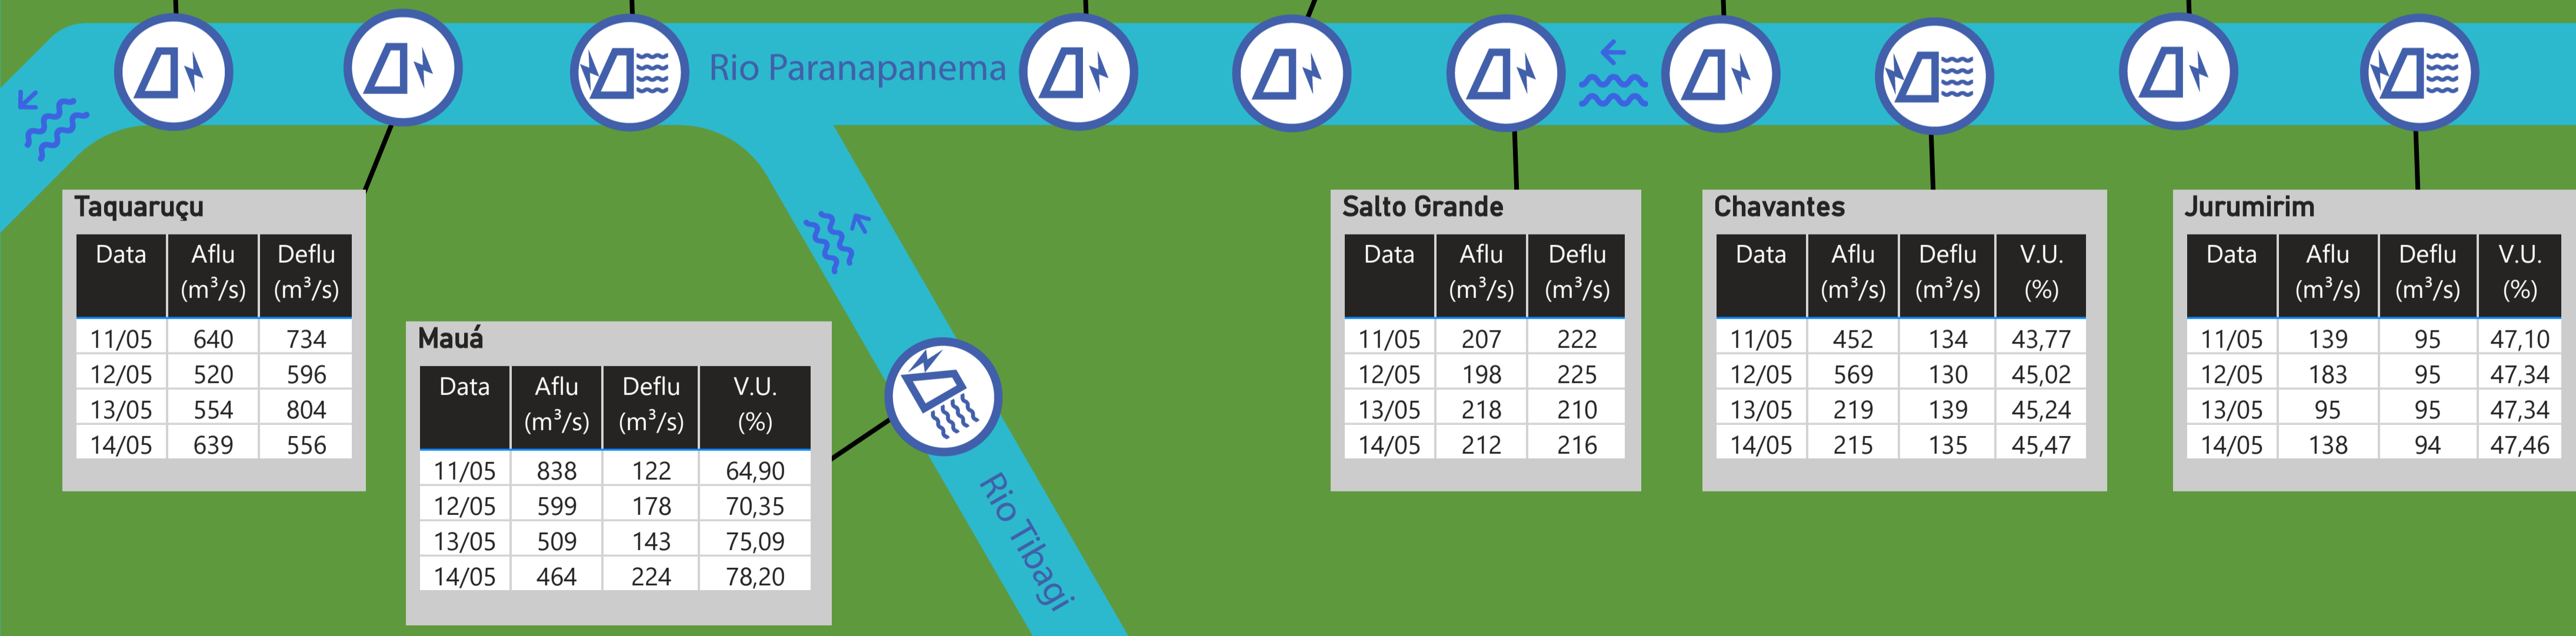 Rio Paranapanema
Taquaruçu
Data Aflu (m³/s) Deflu (m³/s)
11/05 640 734
12/05 520 596
13/05 554 804
14/05 639 556
Mauá
Data Aflu (m³/s) Deflu (m³/s) V.U. (%)
11/05 838 122 64,90
12/05 599 178 70,35
13/05 509 143 75,09
14/05 464 224 78,20
Rio Tibagi
Salto Grande
Data Aflu (m³/s) Deflu (m³/s)
11/05 207 222
12/05 198 225
13/05 218 210
14/05 212 216
Chavantes
Data Aflu (m³/s) Deflu (m³/s) V.U. (%)
11/05 452 134 43,77
12/05 569 130 45,02
13/05 219 139 45,24
14/05 215 135 45,47
Jurumirim
Data Aflu (m³/s) Deflu (m³/s) V.U. (%)
11/05 139 95 47,10
12/05 183 95 47,34
13/05 95 95 47,34
14/05 138 94 47,46